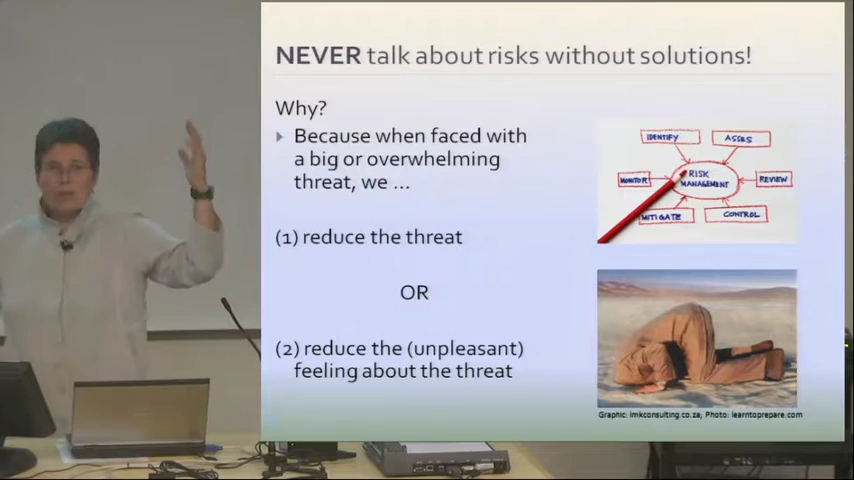 NEVER talk about risks without solutions!
Why?
Because when faced with
a big or overwhelming
threat, we ...
(1) reduce the threat
OR
(2) reduce the (unpleasant)
feeling about the threat
IDENTIFY
ASSES
MONITOR
RISK
MANAGEMENT
REVIEW
MITIGATE
CONTROL
Graphic: lmkconsulting.co.za; Photo: learntoprepare.com